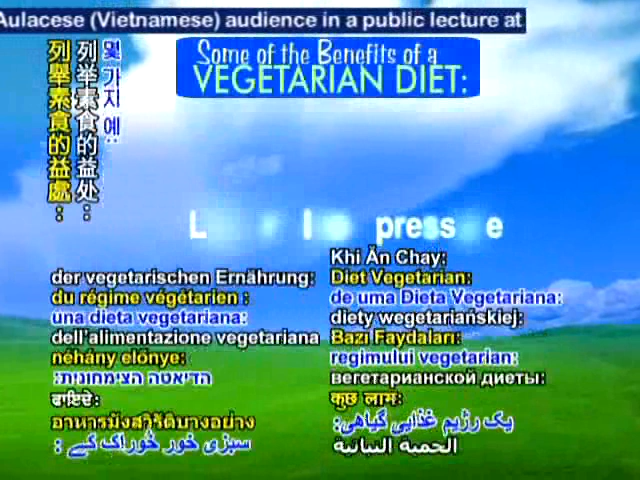 Aulacese (Vietnamese) audience in a public lecture at
Some of the Benefits of a
VEGETARIAN DIET:
列舉素食的益處：
列举素食的益处：
몇 가지 예:
press e
Khi Ăn Chay:
der vegetarischen Ernährung:
Diet Vegetarian:
du régime végétarien :
de uma Dieta Vegetariana:
una dieta vegetariana:
diety wegetariańskiej:
dell'alimentazione vegetariana
Bazı Faydaları:
néhány előnye:
regimului vegetarian:
הדיאטה הצימחונית:
вегетарианской диеты:
ਫਾਇਦੇ:
कुछ लाभ:
อาหารมังสวิรัติบางอย่าง
یک رژیم غذایی گیاهی:
سبزی خور خوراک کے :
الحمية النباتية